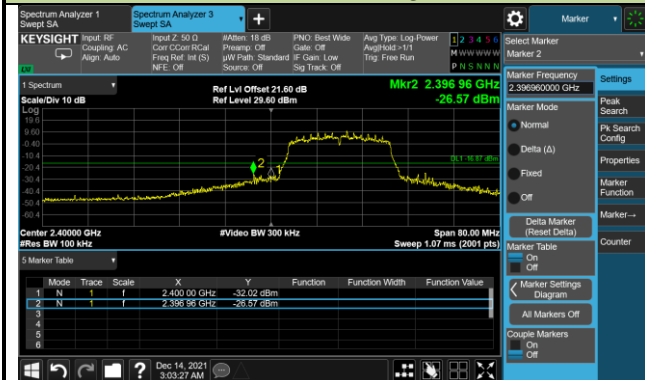 Spectrum Analyzer 1
Swept SA
Spectrum Analyzer 3
Swept SA
Marker
KEYSIGHT
Input: RF
Coupling: AC
Align: Auto
Input Z: 50 Ω
Corr CCorr RCal
Freq Ref: Int (S)
NFE: Off
#Atten: 18 dB
Preamp: Off
µW Path: Standard
Source: Off
PNO: Best Wide
Gate: Off
IF Gain: Low
Sig Track: Off
Avg Type: Log-Power
Avg|Hold:>1/1
Trig: Free Run
1 2 3 4 5 6
M W W W W W
P N S N N N
Select Marker
Marker 2
1 Spectrum
Scale/Div 10 dB
Log
Ref Lvl Offset 21.60 dB
Ref Level 29.60 dBm
Mkr2 2.396 96 GHz
-26.57 dBm
19.6
9.60
-0.40
-10.4
-20.4
-30.4
-40.4
-50.4
-60.4
2
1
DL1 -16.87 dBm
Center 2.40000 GHz
#Res BW 100 kHz
#Video BW 300 kHz
Span 80.00 MHz
Sweep 1.07 ms (2001 pts)
5 Marker Table
Mode Trace Scale X Y Function Function Width Function Value
1 N 1 f 2.400 00 GHz -32.02 dBm
2 N 1 f 2.396 96 GHz -26.57 dBm
3
4
5
6
Marker Frequency
2.396960000 GHz
Marker Mode
Normal
Delta (Δ)
Fixed
Off
Delta Marker
(Reset Delta)
Marker Table
On
Off
Marker Settings
Diagram
All Markers Off
Couple Markers
On
Off
Settings
Peak
Search
Pk Search
Config
Properties
Marker
Function
Marker→
Counter
?
Dec 14, 2021
3:03:27 AM